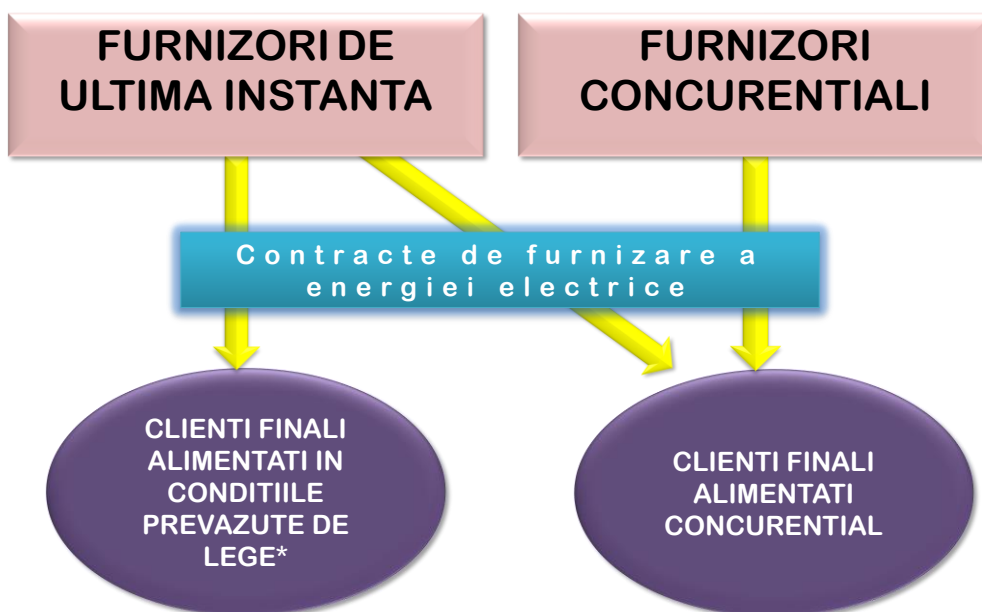 FURNIZORI DE
ULTIMA INSTANTA
FURNIZORI
CONCURENTIALI
Contracte de furnizare a
energiei electrice
CLIENTI FINALI
ALIMENTATI IN
CONDITIILE
PREVAZUTE DE
LEGE*
CLIENTI FINALI
ALIMENTATI
CONCURENTIAL